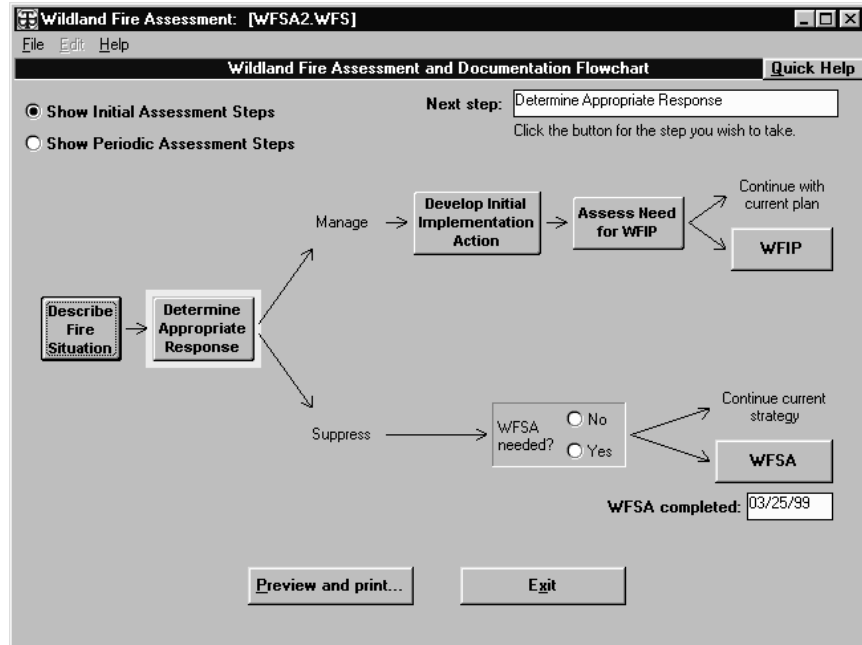 Wildland Fire Assessment: [WFSA2.WFS]
File Edit Help
Wildland Fire Assessment and Documentation Flowchart
Quick Help
Show Initial Assessment Steps
Show Periodic Assessment Steps
Next step: Determine Appropriate Response
Click the button for the step you wish to take.
Manage
Develop Initial
Implementation
Action
Assess Need
for WFIP
Continue with
current plan
WFIP
Describe
Fire
Situation
Determine
Appropriate
Response
Suppress
WFSA
needed?
No
Yes
Continue current
strategy
WFSA
WFSA completed: 03/25/99
Preview and print...
Exit